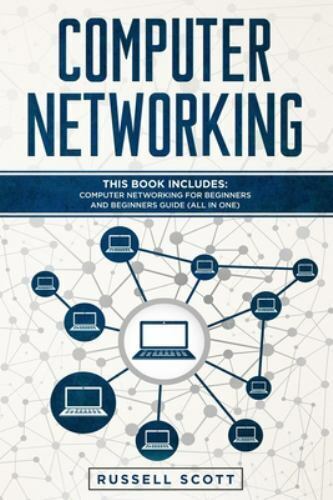 COMPUTER
NETWORKING
THIS BOOK INCLUDES:
COMPUTER NETWORKING FOR BEGINNERS
AND BEGINNERS GUIDE (ALL IN ONE)
RUSSELL SCOTT